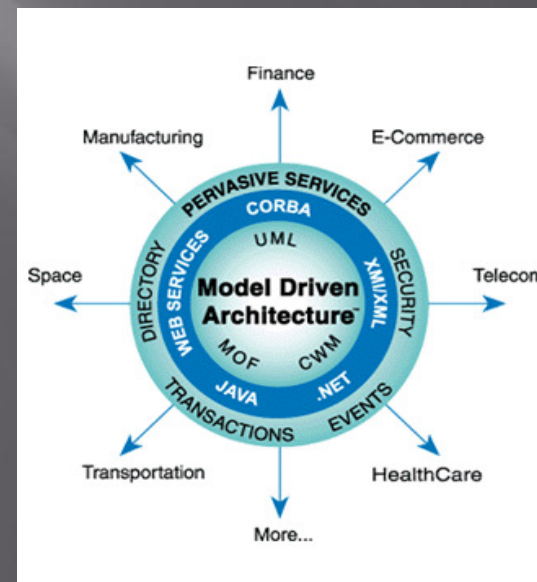 Finance
Manufacturing
E-Commerce
PERVASIVE SERVICES
CORBA
UML
DIRECTORY
WEB SERVICES
XMI/XML
SECURITY
Space
Model Driven
Architecture™
Telecom
MOF
CWM
JAVA
.NET
TRANSACTIONS
EVENTS
Transportation
HealthCare
More...